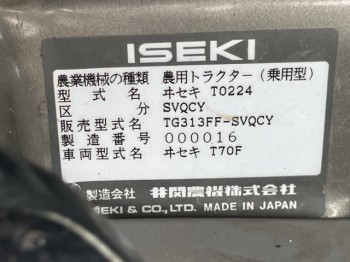 ISEKI
農業機械の種類 農用トラクター(乗用型)
型式名 ヰセキ TO224
区分 SVQCY
販売型式名 TG313FF-SVQCY
製造番号 000016
車両型式名 ヰセキ T70F
製造会社 井関農機株式会社
ISEKI & CO., LTD. MADE IN JAPAN